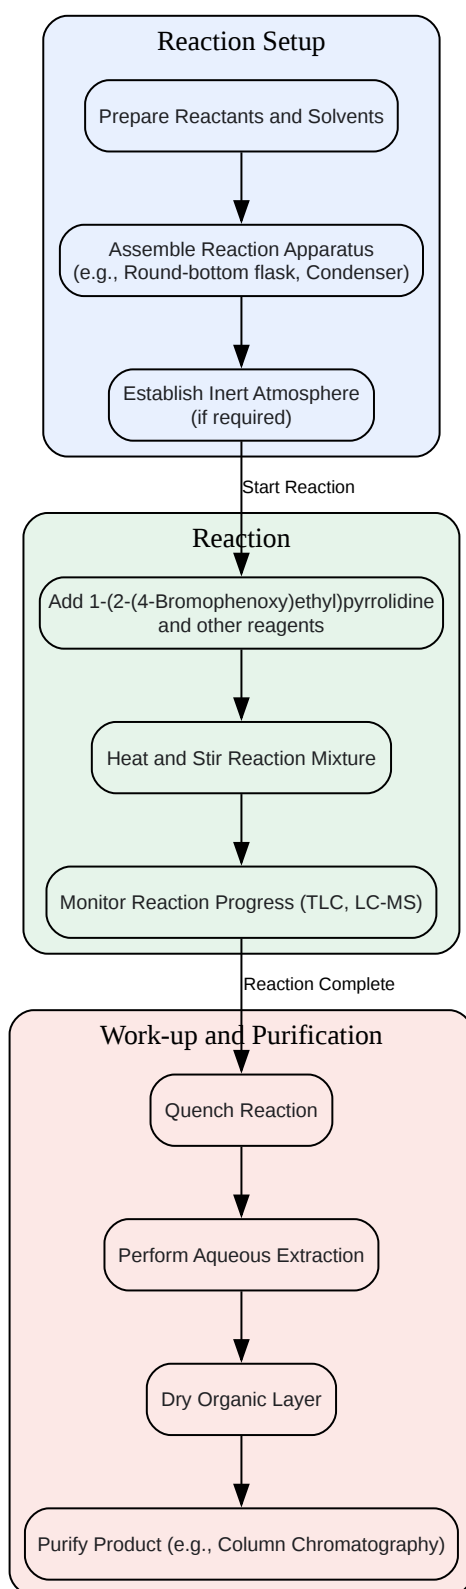 Reaction Setup
Prepare Reactants and Solvents
Assemble Reaction Apparatus
(e.g., Round-bottom flask, Condenser)
Establish Inert Atmosphere
(if required)
Start Reaction
Reaction
Add 1-(2-(4-Bromophenoxy)ethyl)pyrrolidine
and other reagents
Heat and Stir Reaction Mixture
Monitor Reaction Progress (TLC, LC-MS)
Reaction Complete
Work-up and Purification
Quench Reaction
Perform Aqueous Extraction
Dry Organic Layer
Purify Product (e.g., Column Chromatography)